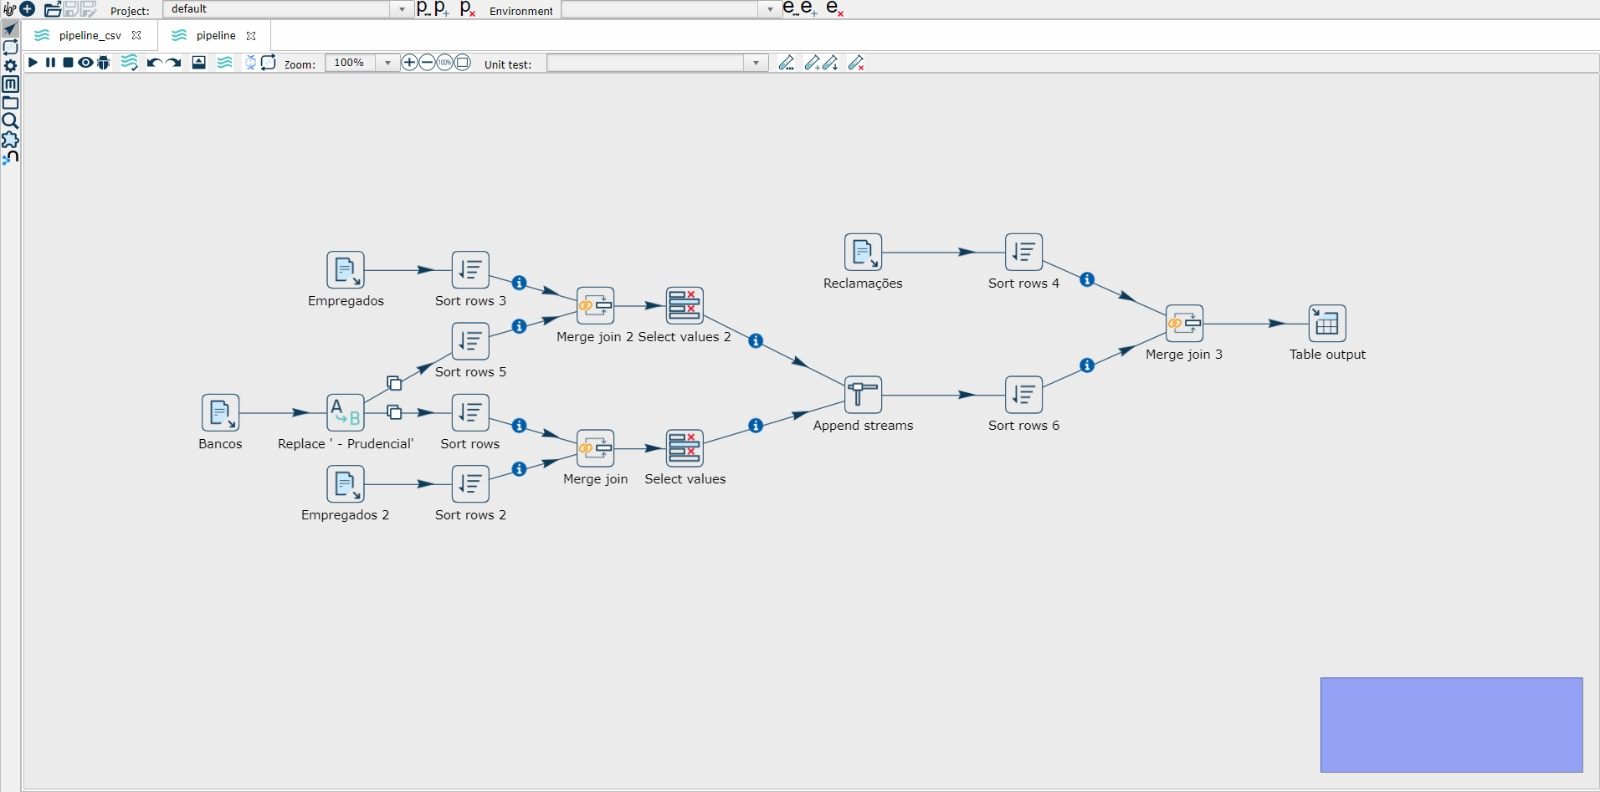 hop Project: default p... p+ p× Environment e... e+ e×
pipeline_csv pipeline
Zoom: 100% 100% Unit test:
Reclamações Sort rows 4
Empregados Sort rows 3
Merge join 2 Select values 2
Merge join 3 Table output
Sort rows 5
A B
Bancos Replace ' - Prudencial' Sort rows
Append streams Sort rows 6
Merge join Select values
Empregados 2 Sort rows 2